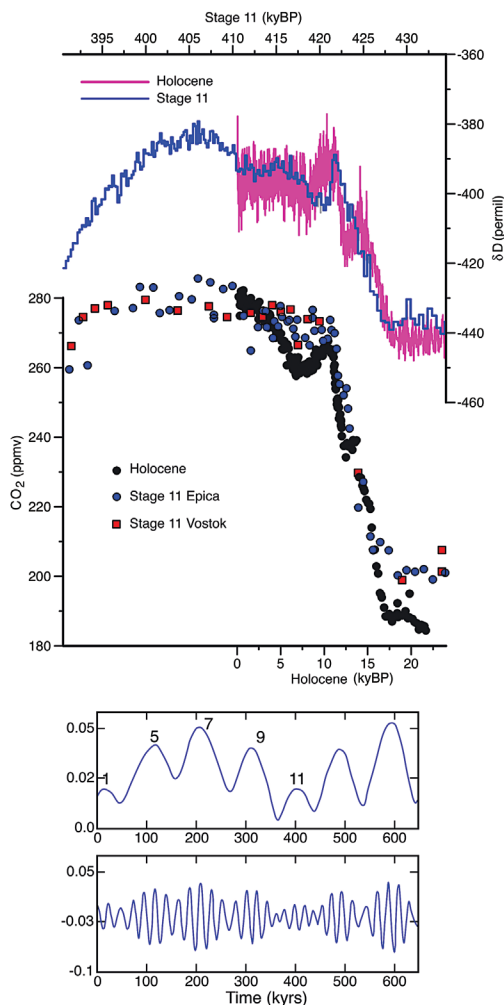 Stage 11 (kyBP)
395 400 405 410 415 420 425 430
-360
Holocene
Stage 11
-380
-400
-420
-440
-460
δD (permil)
280
260
240
220
200
180
CO2 (ppmv)
Holocene
Stage 11 Epica
Stage 11 Vostok
0 5 10 15 20
Holocene (kyBP)
0.05
0.02
0.0
1 5 7 9 11
0 100 200 300 400 500 600
0.05
-0.03
-0.1
0 100 200 300 400 500 600
Time (kyrs)